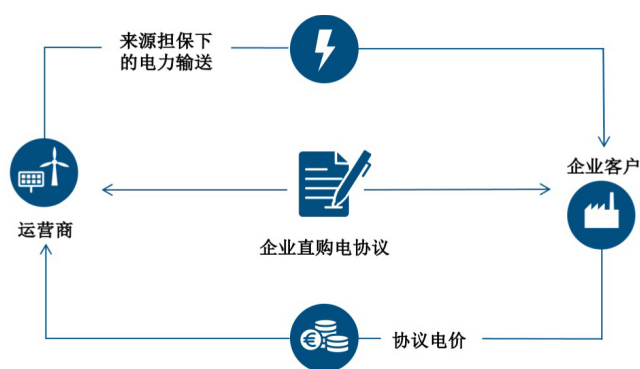 来源担保下
的电力输送
企业客户
运营商
企业直购电协议
协议电价